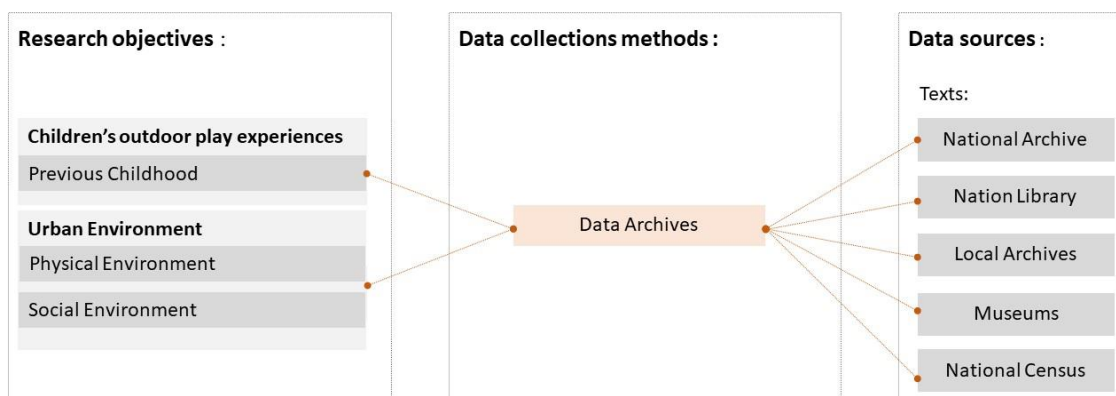 Research objectives :
Children’s outdoor play experiences
Previous Childhood
Urban Environment
Physical Environment
Social Environment
Data collections methods :
Data Archives
Data sources :
Texts:
National Archive
Nation Library
Local Archives
Museums
National Census